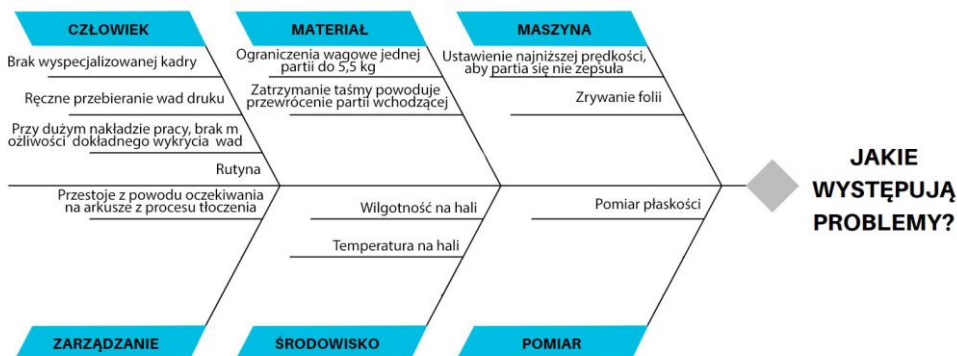 CZŁOWIEK
MATERIAŁ
MASZYNA
Brak wyspecjalizowanej kadry
Ręczne przebieranie wad druku
Przy dużym nakładzie pracy, brak m
ożliwości dokładnego wykrycia wad
Rutyna
Ograniczenia wagowe jednej
partii do 5,5 kg
Zatrzymanie taśmy powoduje
przewrócenie partii wchodzącej
Ustawienie najniższej prędkości,
aby partia się nie zepsuła
Zrywanie folii
JAKIE
WYSTĘPUJĄ
PROBLEMY?
Przestoje z powodu oczekiwania
na arkusze z procesu tłoczenia
Wilgotność na hali
Temperatura na hali
Pomiar płaskości
ZARZĄDZANIE
ŚRODOWISKO
POMIAR